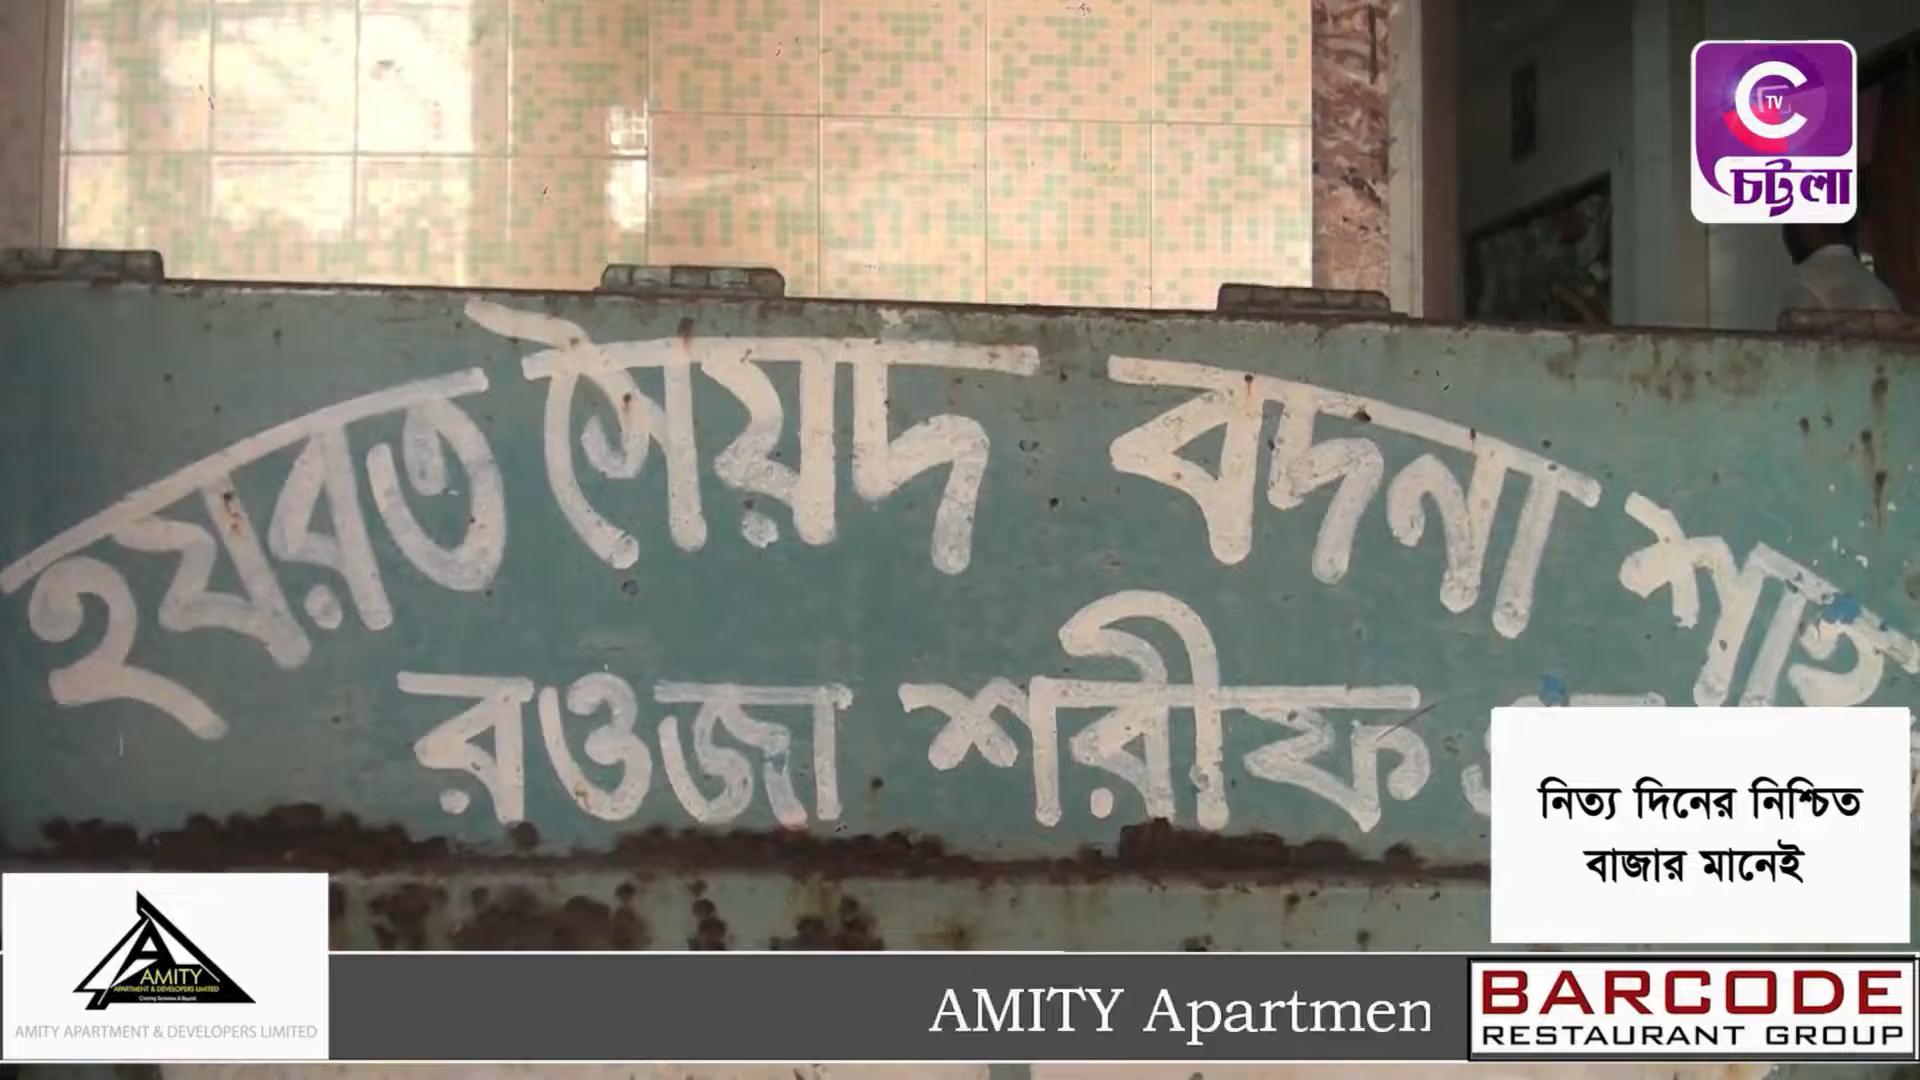 C
TV
চট্টলা
হযরত সৈয়দ বদনা শাহ
রওজা শরীফ
নিত্য দিনের নিশ্চিত
বাজার মানেই
AMITY
APARTMENT & DEVELOPERS LIMITED
AMITY APARTMENT & DEVELOPERS LIMITED
AMITY Apartmen
BARCODE
RESTAURANT GROUP